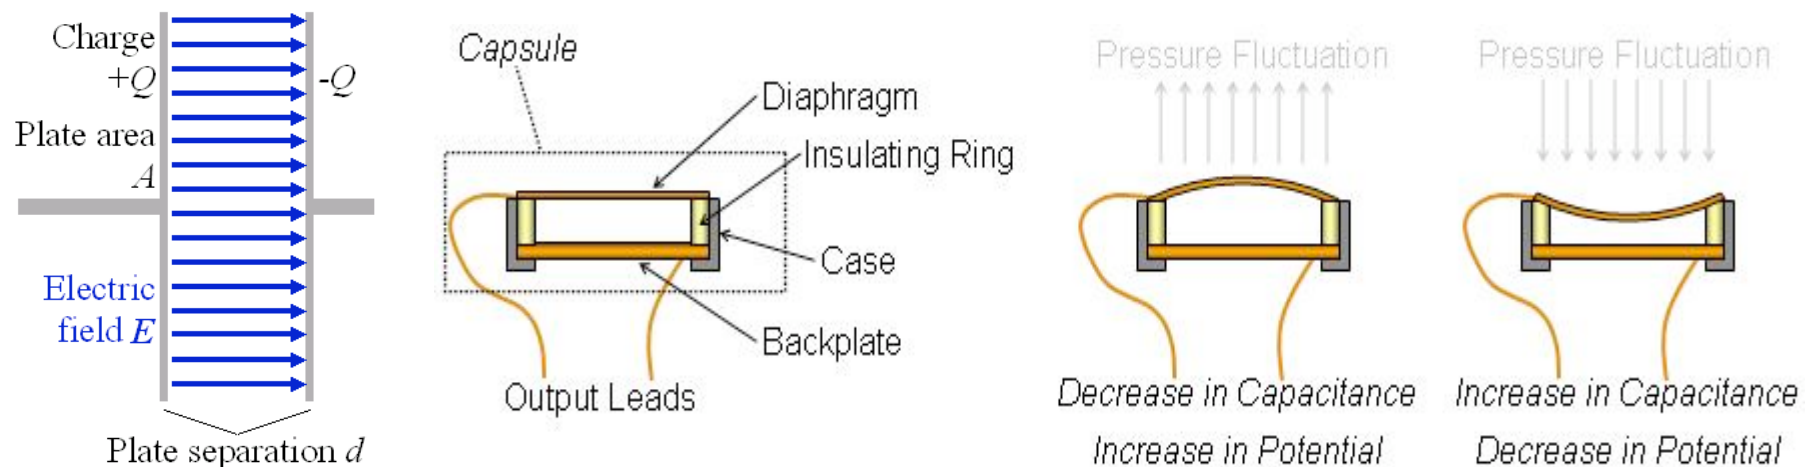 Charge
+Q
-Q
Plate area
A
Electric
field E
Plate separation d
Capsule
Diaphragm
Insulating Ring
Case
Backplate
Output Leads
Pressure Fluctuation
Decrease in Capacitance
Increase in Potential
Pressure Fluctuation
Increase in Capacitance
Decrease in Potential